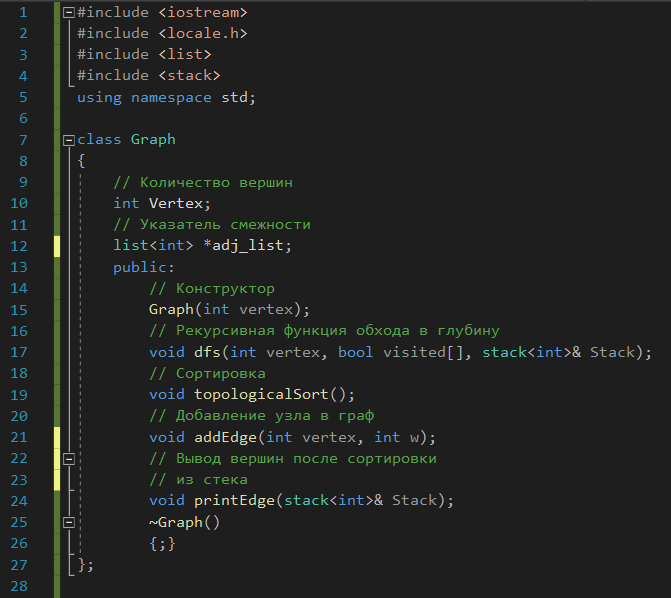 1 #include <iostream>
2 #include <locale.h>
3 #include <list>
4 #include <stack>
5 using namespace std;
6
7 class Graph
8 {
9 // Количество вершин
10 int Vertex;
11 // Указатель смежности
12 list<int> *adj_list;
13 public:
14 // Конструктор
15 Graph(int vertex);
16 // Рекурсивная функция обхода в глубину
17 void dfs(int vertex, bool visited[], stack<int>& Stack);
18 // Сортировка
19 void topologicalSort();
20 // Добавление узла в граф
21 void addEdge(int vertex, int w);
22 // Вывод вершин после сортировки
23 // из стека
24 void printEdge(stack<int>& Stack);
25 ~Graph()
26 {;}
27 };
28